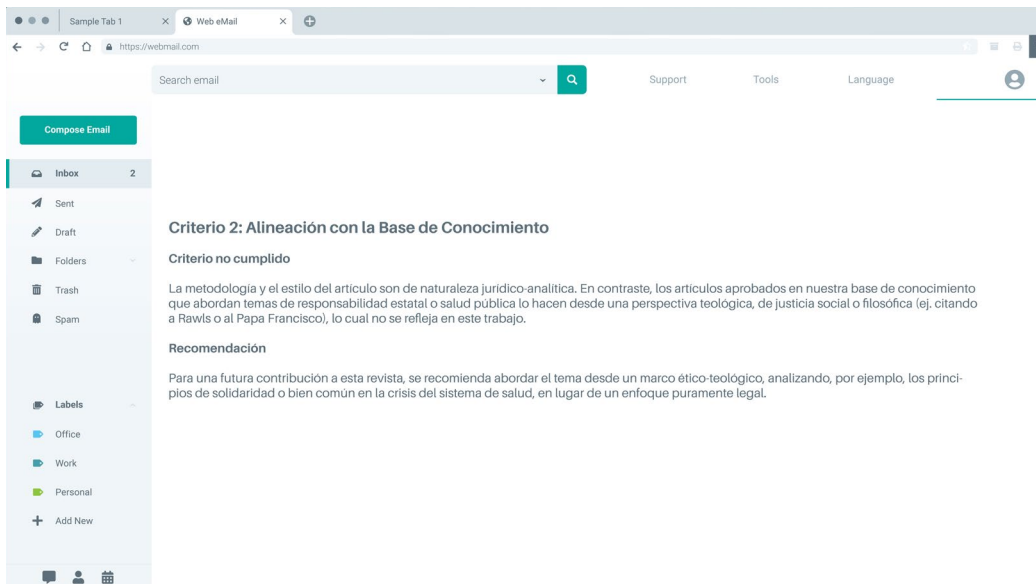 Sample Tab 1
Web eMail
https://webmail.com
Search email
Support
Tools
Language
Compose Email
Inbox 2
Sent
Draft
Folders
Trash
Spam
Labels
Office
Work
Personal
Add New
Criterio 2: Alineación con la Base de Conocimiento
Criterio no cumplido
La metodología y el estilo del artículo son de naturaleza jurídico-analítica. En contraste, los artículos aprobados en nuestra base de conocimiento
que abordan temas de responsabilidad estatal o salud pública lo hacen desde una perspectiva teológica, de justicia social o filosófica (ej. citando
a Rawls o al Papa Francisco), lo cual no se refleja en este trabajo.
Recomendación
Para una futura contribución a esta revista, se recomienda abordar el tema desde un marco ético-teológico, analizando, por ejemplo, los princi-
pios de solidaridad o bien común en la crisis del sistema de salud, en lugar de un enfoque puramente legal.